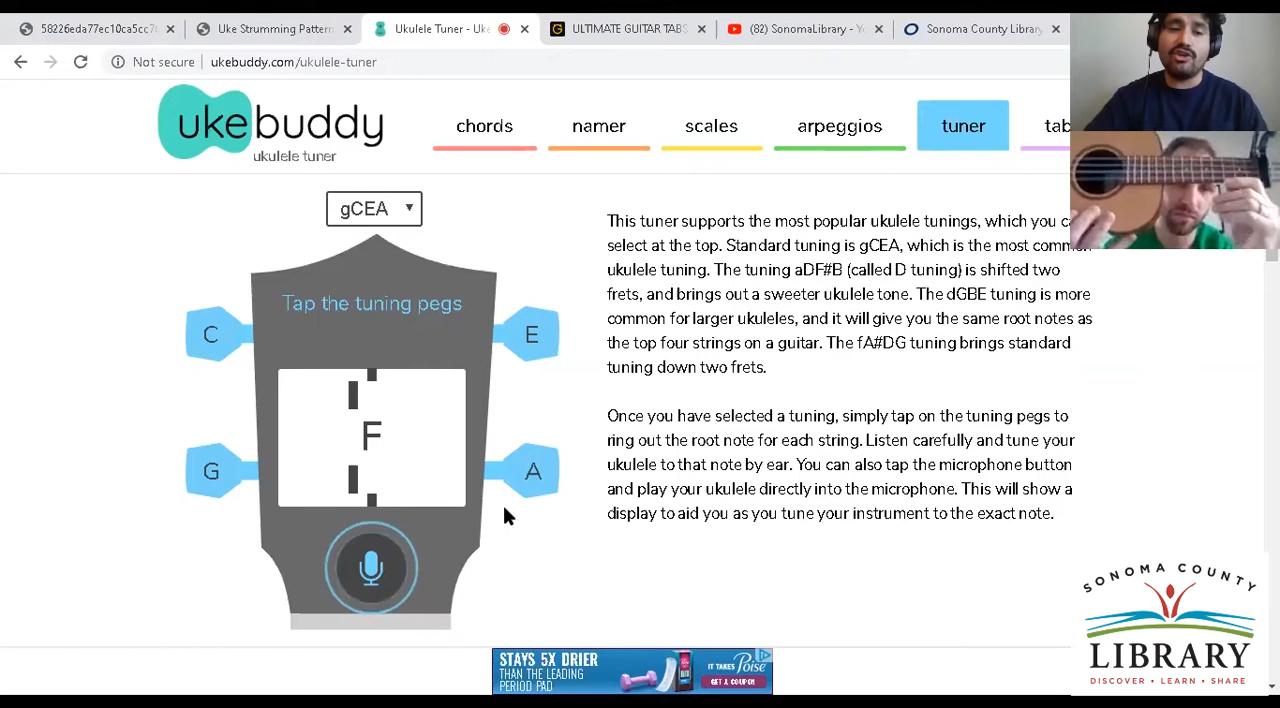 58226eda77ec10ca5cc7
Uke Strumming Pattern
Ukulele Tuner - Uke
ULTIMATE GUITAR TABS
(82) SonomaLibrary - Yo
Sonoma County Library
Not secure
ukebuddy.com/ukulele-tuner
ukebuddy
ukulele tuner
chords
namer
scales
arpeggios
tuner
tab
gCEA
Tap the tuning pegs
C
E
F
G
A
This tuner supports the most popular ukulele tunings, which you ca
select at the top. Standard tuning is gCEA, which is the most comm
ukulele tuning. The tuning aDF#B (called D tuning) is shifted two
frets, and brings out a sweeter ukulele tone. The dGBE tuning is more
common for larger ukuleles, and it will give you the same root notes as
the top four strings on a guitar. The fA#DG tuning brings standard
tuning down two frets.
Once you have selected a tuning, simply tap on the tuning pegs to
ring out the root note for each string. Listen carefully and tune your
ukulele to that note by ear. You can also tap the microphone button
and play your ukulele directly into the microphone. This will show a
display to aid you as you tune your instrument to the exact note.
SONOMA COUNTY
LIBRARY
DISCOVER • LEARN • SHARE
STAYS 5X DRIER
THAN THE LEADING
PERIOD PAD
IT TAKES
Poise
GET A COUPON